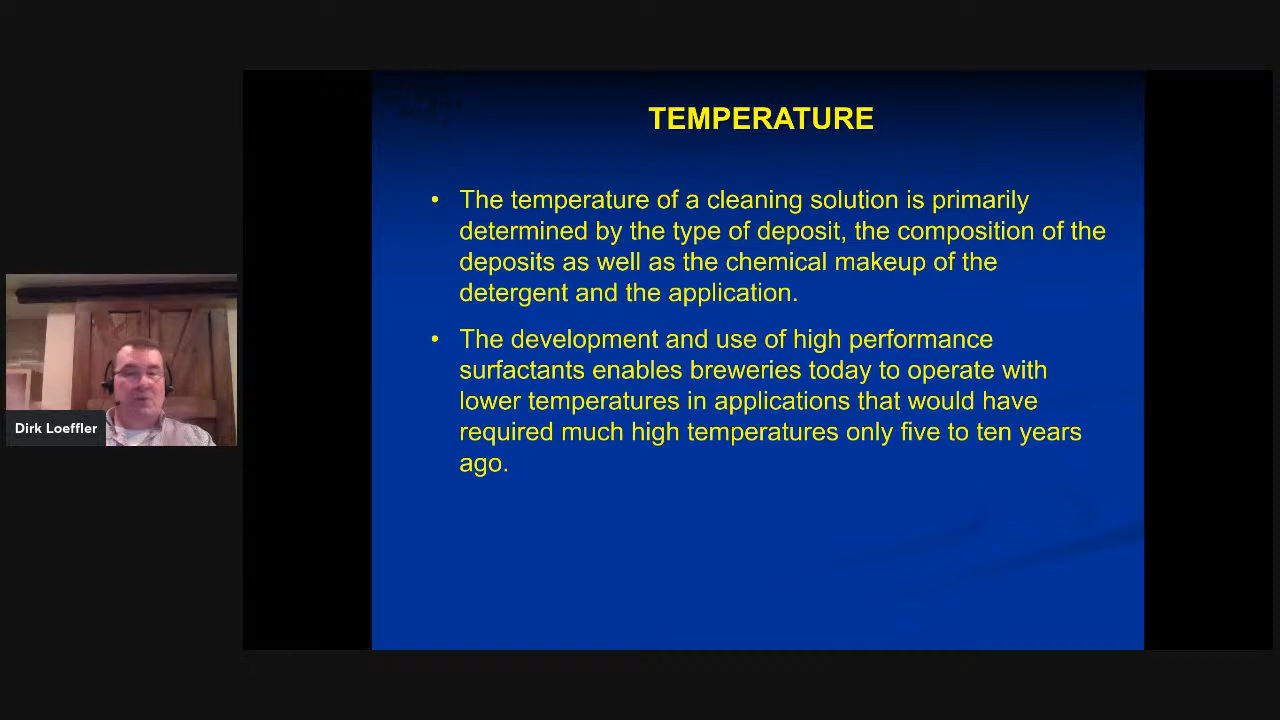 TEMPERATURE
• The temperature of a cleaning solution is primarily
determined by the type of deposit, the composition of the
deposits as well as the chemical makeup of the
detergent and the application.
• The development and use of high performance
surfactants enables breweries today to operate with
lower temperatures in applications that would have
required much high temperatures only five to ten years
ago.
Dirk Loeffler